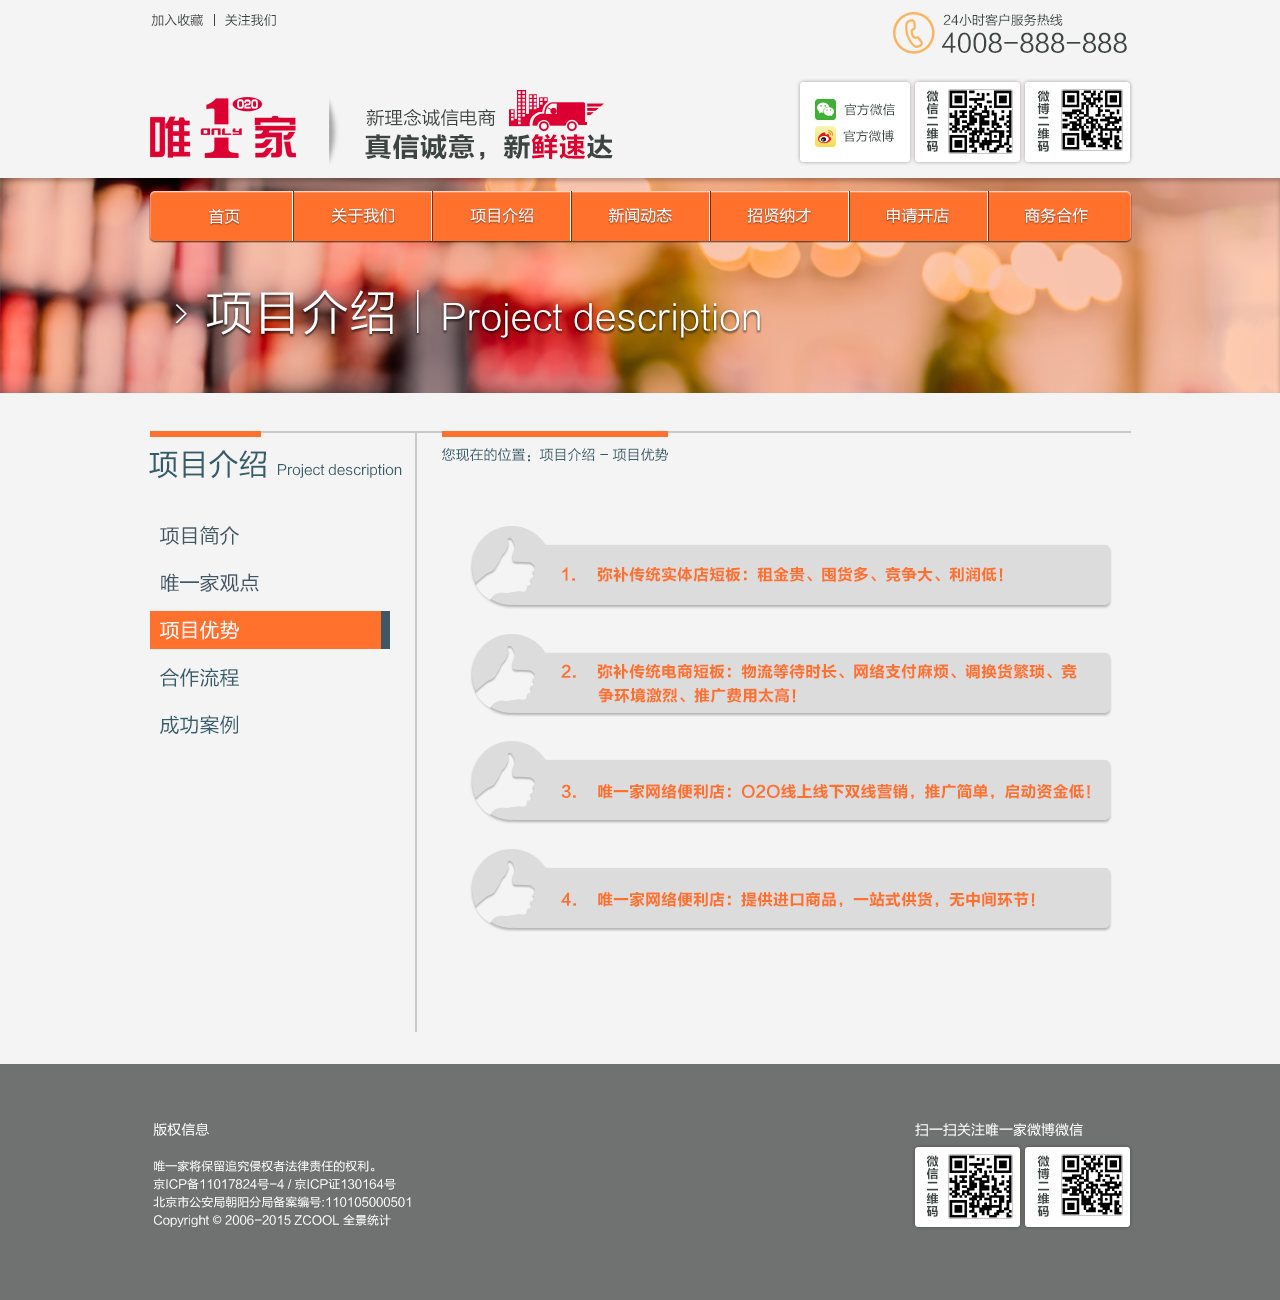 加入收藏 | 关注我们
24小时客户服务热线
4008-888-888
唯1家
O2O
ONLY
新理念诚信电商
真信诚意，新鲜速达
官方微信
官方微博
微信二维码
微博二维码
首页
关于我们
项目介绍
新闻动态
招贤纳才
申请开店
商务合作
> 项目介绍 | Project description
项目介绍 Project description
您现在的位置：项目介绍 - 项目优势
项目简介
唯一家观点
项目优势
合作流程
成功案例
1. 弥补传统实体店短板：租金贵、囤货多、竞争大、利润低！
2. 弥补传统电商短板：物流等待时长、网络支付麻烦、调换货繁琐、竞
争环境激烈、推广费用太高！
3. 唯一家网络便利店：O2O线上线下双线营销，推广简单，启动资金低！
4. 唯一家网络便利店：提供进口商品，一站式供货，无中间环节！
版权信息
唯一家将保留追究侵权者法律责任的权利。
京ICP备11017824号-4 / 京ICP证130164号
北京市公安局朝阳分局备案编号:110105000501
Copyright © 2006-2015 ZCOOL 全景统计
扫一扫关注唯一家微博微信
微信二维码
微博二维码